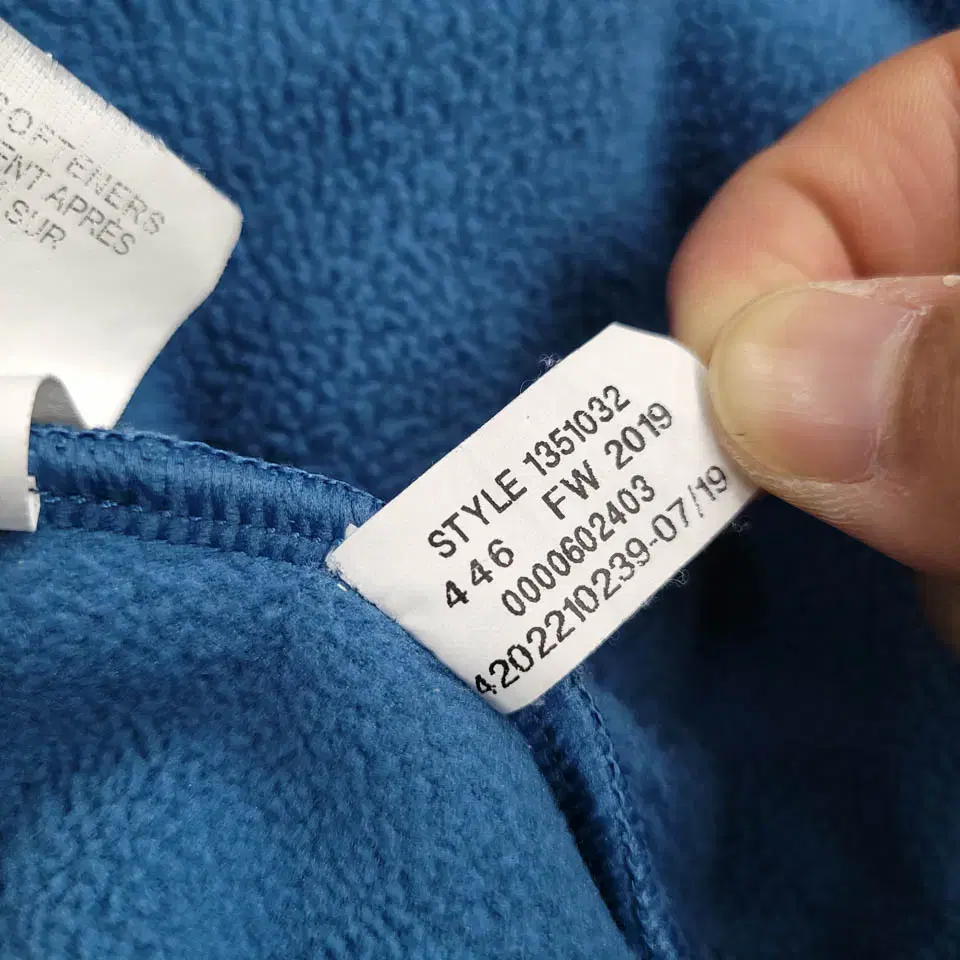 SOFTENERS
ENT APRÈS
SUR
STYLE 1351032
446 FW 2019
0000602403
4202210239-07/19